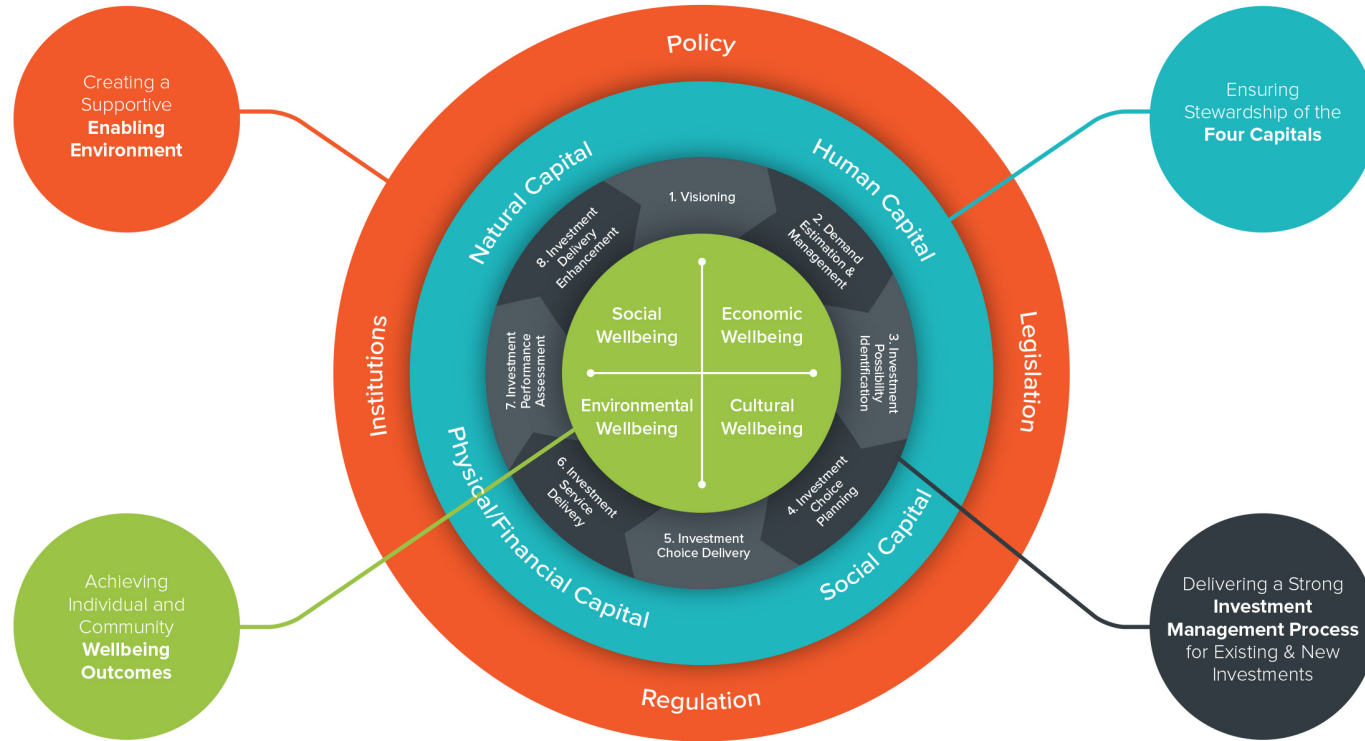 Policy
Creating a
Supportive
Enabling
Environment
Ensuring
Stewardship of the
Four Capitals
Natural Capital
Human Capital
1. Visioning
2. Demand
Estimation &
Management
8. Investment
Delivery
Enhancement
Social
Wellbeing
Economic
Wellbeing
Institutions
7. Investment
Performance
Assessment
3. Investment
Possibility
Identification
Legislation
Environmental
Wellbeing
Cultural
Wellbeing
6. Investment
Service
Delivery
4. Investment
Choice
Planning
5. Investment
Choice Delivery
Physical/Financial Capital
Social Capital
Achieving
Individual and
Community
Wellbeing
Outcomes
Delivering a Strong
Investment
Management Process
for Existing & New
Investments
Regulation